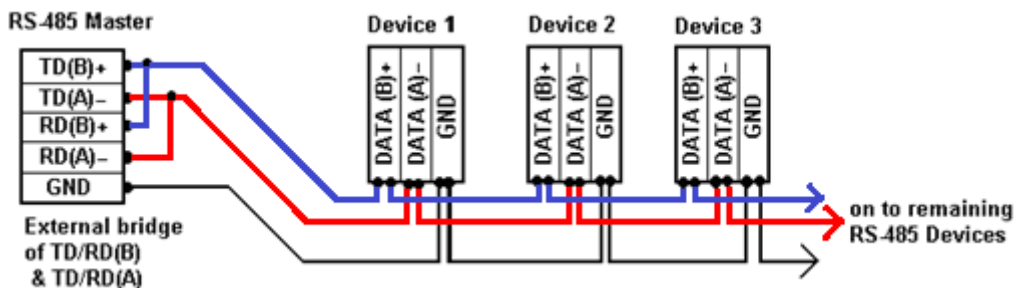 RS-485 Master
TD(B)+
TD(A)-
RD(B)+
RD(A)-
GND
External bridge
of TD/RD(B)
& TD/RD(A)
Device 1
DATA (B)+
DATA (A)-
GND
Device 2
DATA (B)+
DATA (A)-
GND
Device 3
DATA (B)+
DATA (A)-
GND
on to remaining
RS-485 Devices